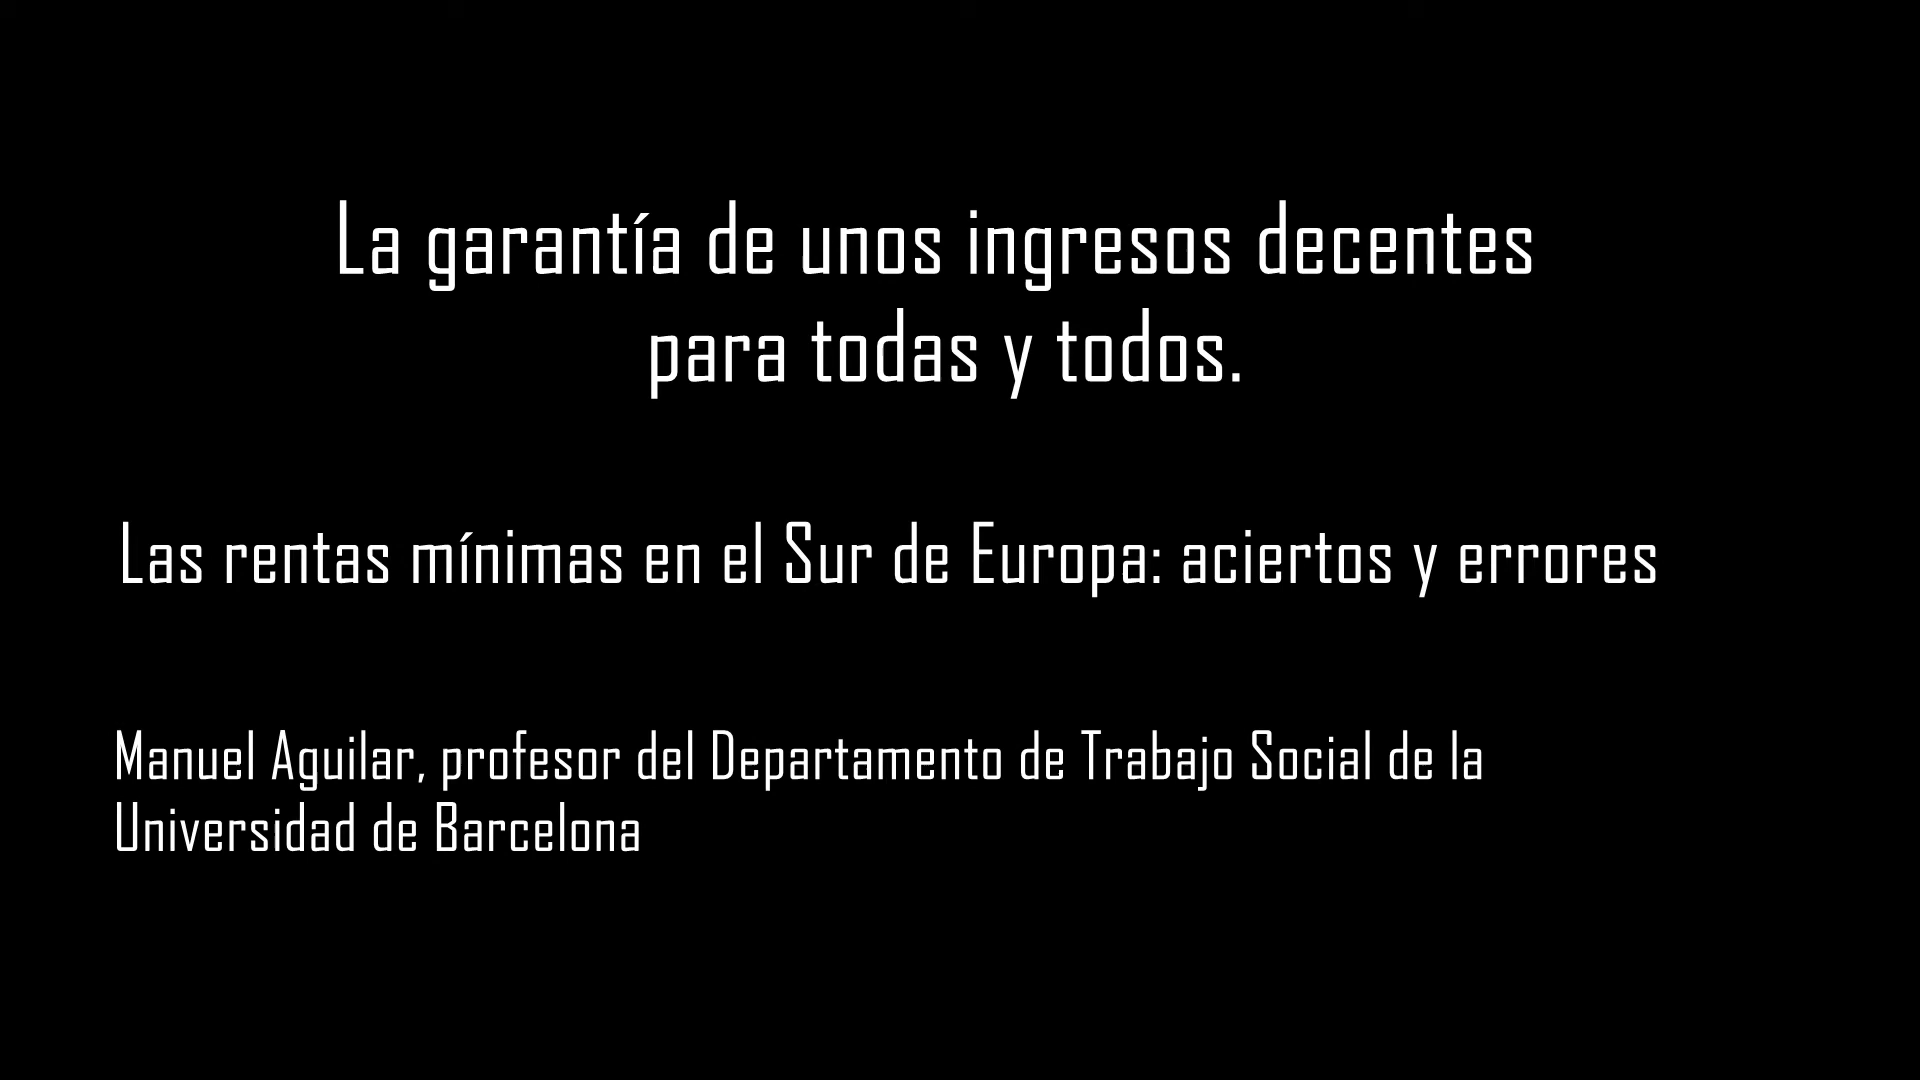 La garantía de unos ingresos decentes
para todas y todos.
Las rentas mínimas en el Sur de Europa: aciertos y errores
Manuel Aguilar, profesor del Departamento de Trabajo Social de la
Universidad de Barcelona